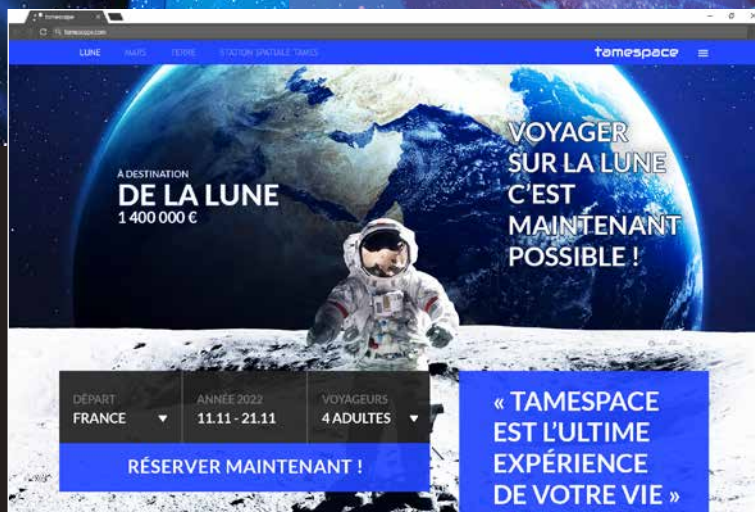 tamespace
tamespace.com
LUNE MARS TERRE STATION SPATIALE TAMES
tamespace
À DESTINATION
DE LA LUNE
1 400 000 €
VOYAGER
SUR LA LUNE
C'EST
MAINTENANT
POSSIBLE !
DÉPART
FRANCE
ANNÉE 2022
11.11 - 21.11
VOYAGEURS
4 ADULTES
RÉSERVER MAINTENANT !
« TAMESPACE
EST L'ULTIME
EXPÉRIENCE
DE VOTRE VIE »